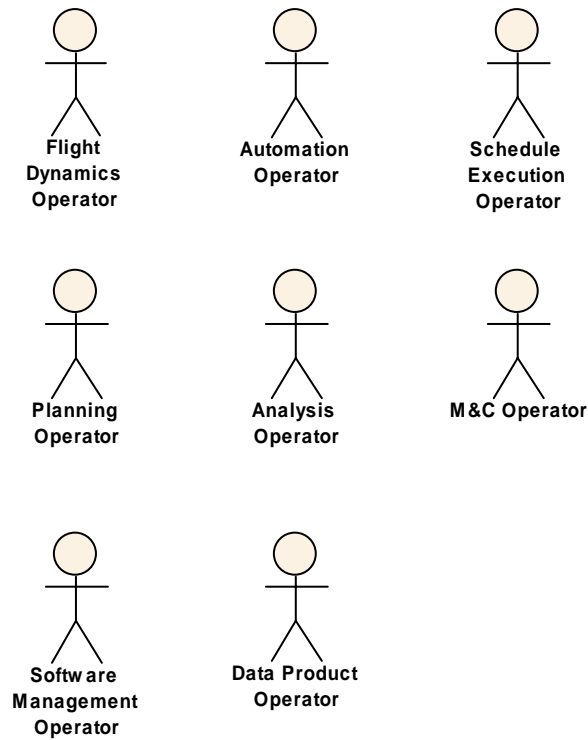 Flight
Dynamics
Operator
Automation
Operator
Schedule
Execution
Operator
Planning
Operator
Analysis
Operator
M&C Operator
Software
Management
Operator
Data Product
Operator